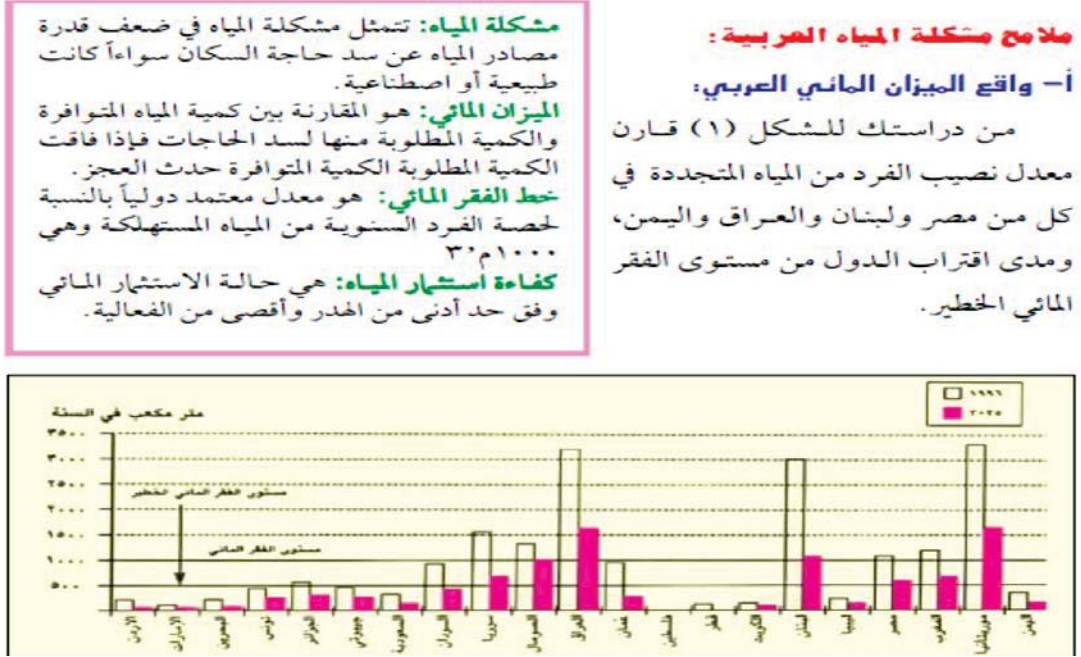 ملامح مشكلة المياه العربية:
أ– واقع الميزان المائي العربي:
من دراستك للشكل (١) قارن
معدل نصيب الفرد من المياه المتجددة في
كل من مصر ولبنان والعراق واليمن،
ومدى اقتراب الدول من مستوى الفقر
المائي الخطير.
مشكلة المياه: تتمثل مشكلة المياه في ضعف قدرة
مصادر المياه عن سد حاجة السكان سواءاً كانت
طبيعية أو اصطناعية.
الميزان المائي: هو المقارنة بين كمية المياه المتوافرة
والكمية المطلوبة منها لسد الحاجات فإذا فاقت
الكمية المطلوبة الكمية المتوافرة حدث العجز.
خط الفقر المائي: هو معدل معتمد دولياً بالنسبة
لحصة الفرد السنوية من المياه المستهلكة وهي
١٠٠٠م٣.
كفاءة استثمار المياه: هي حالة الاستثمار المائي
وفق حد أدنى من الهدر وأقصى من الفعالية.
متر مكعب في السنة
١٩٩٦
٢٠٢٥
٣٥٠٠
٣٠٠٠
٢٥٠٠
٢٠٠٠
١٥٠٠
١٠٠٠
٥٠٠
مستوى الفقر المائي الخطير
مستوى الفقر المائي
الاردن
الامارات
البحرين
تونس
الجزائر
جيبوتي
السعودية
السودان
سوريا
الصومال
العراق
عُمان
فلسطين
قطر
الكويت
لبنان
ليبيا
مصر
المغرب
موريتانيا
اليمن